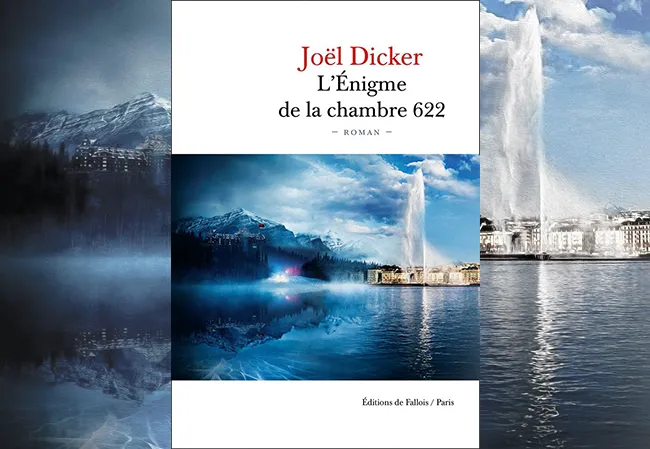 Joël Dicker
L’Énigme
de la chambre 622
– ROMAN –
Éditions de Fallois / Paris